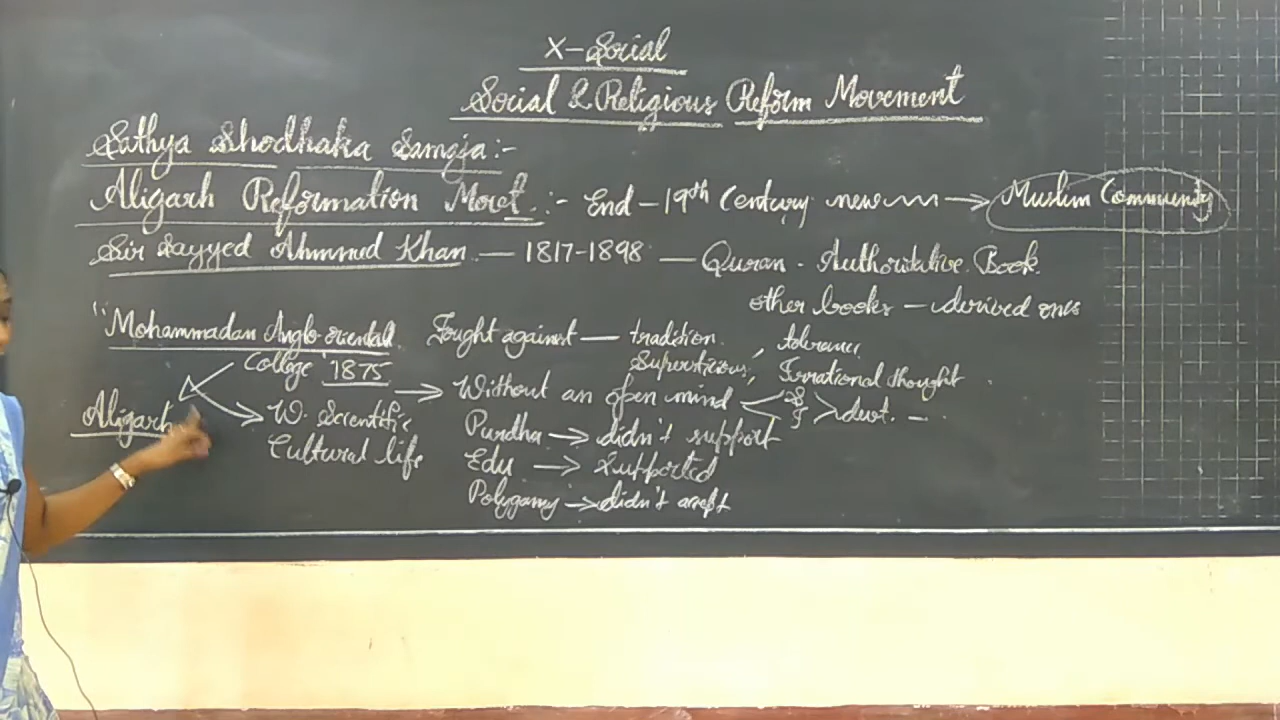 X-Social
Social & Religious Reform Movement
Sathya Shodhaka Samaja:-
Aligarh Reformation Movt :- End - 19th Century new → Muslim Community
Sir Sayyed Ahmmed Khan - 1817-1898 - Quran - Authoritative Book
other books - derived ones
"Mohammadan Anglo oriental Fought against - tradition, tolerance
College '1875 Superstitious, Irrational thought
Without an open mind
Aligarh W. Scientific
Purdha → didn't support
Cultural life
Edu → Supported
Polygamy → didn't accept